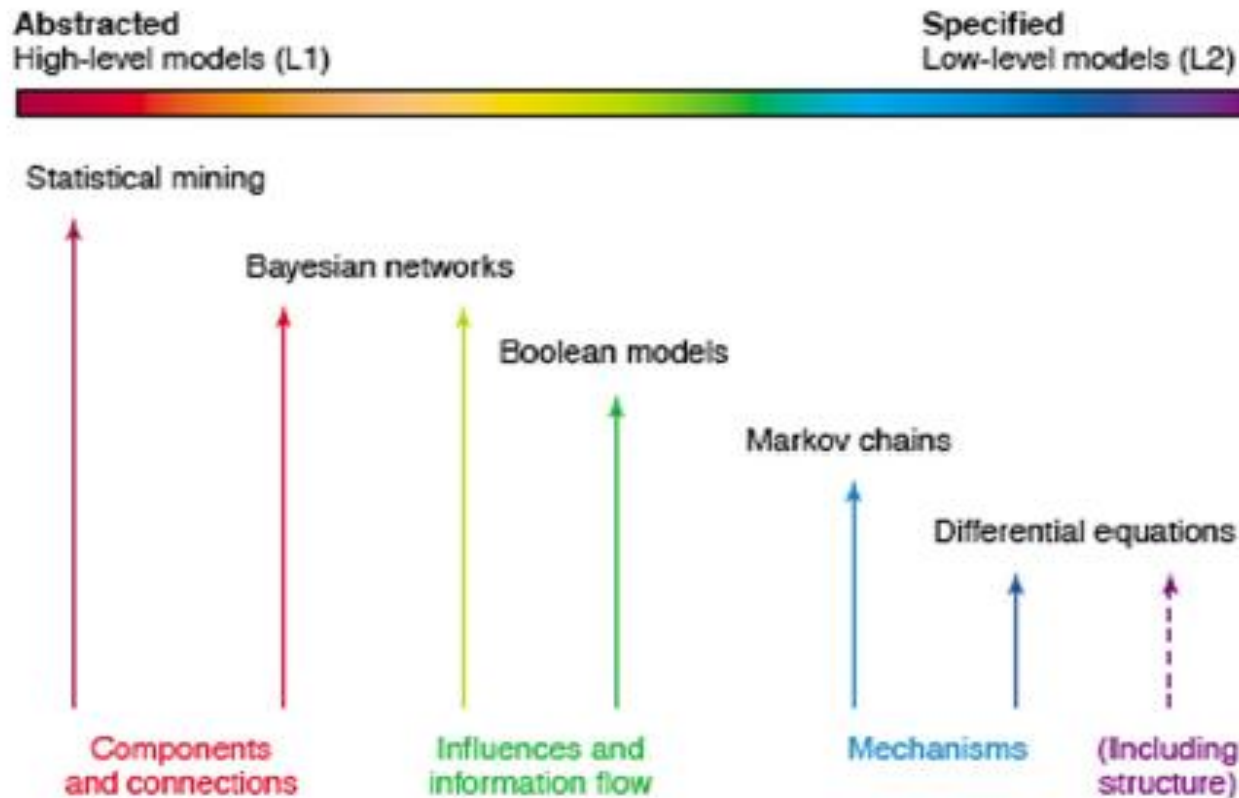 Abstracted
High-level models (L1)
Specified
Low-level models (L2)
Statistical mining
Bayesian networks
Boolean models
Markov chains
Differential equations
Components
and connections
Influences and
information flow
Mechanisms
(Including
structure)